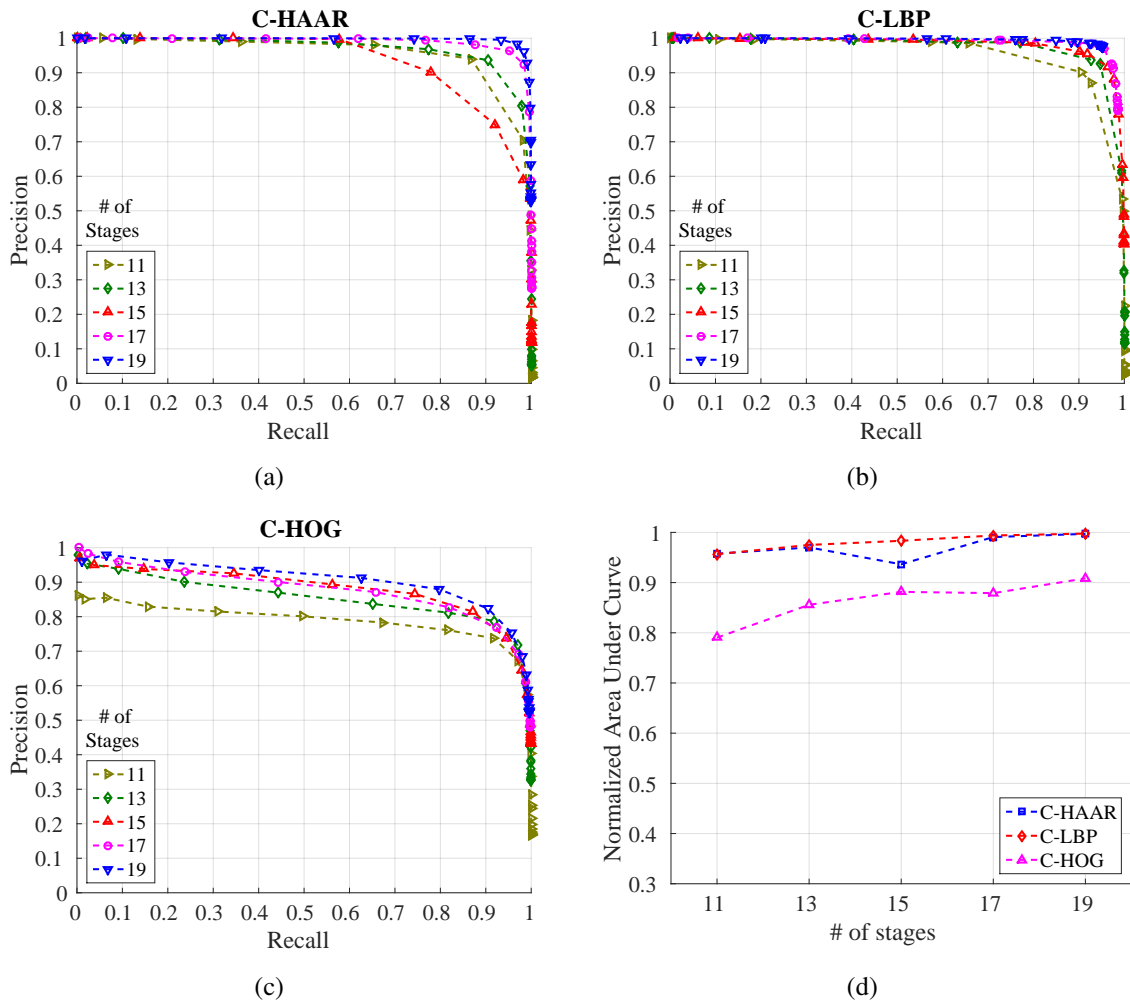 C-HAAR
1
0.9
0.8
0.7
0.6
0.5
0.4
0.3
0.2
0.1
0
Precision
# of
Stages
11
13
15
17
19
0 0.1 0.2 0.3 0.4 0.5 0.6 0.7 0.8 0.9 1
Recall
(a)
C-LBP
1
0.9
0.8
0.7
0.6
0.5
0.4
0.3
0.2
0.1
0
Precision
# of
Stages
11
13
15
17
19
0 0.1 0.2 0.3 0.4 0.5 0.6 0.7 0.8 0.9 1
Recall
(b)
C-HOG
1
0.9
0.8
0.7
0.6
0.5
0.4
0.3
0.2
0.1
0
Precision
# of
Stages
11
13
15
17
19
0 0.1 0.2 0.3 0.4 0.5 0.6 0.7 0.8 0.9 1
Recall
(c)
1
0.9
0.8
0.7
0.6
0.5
0.4
0.3
Normalized Area Under Curve
C-HAAR
C-LBP
C-HOG
11 13 15 17 19
# of stages
(d)